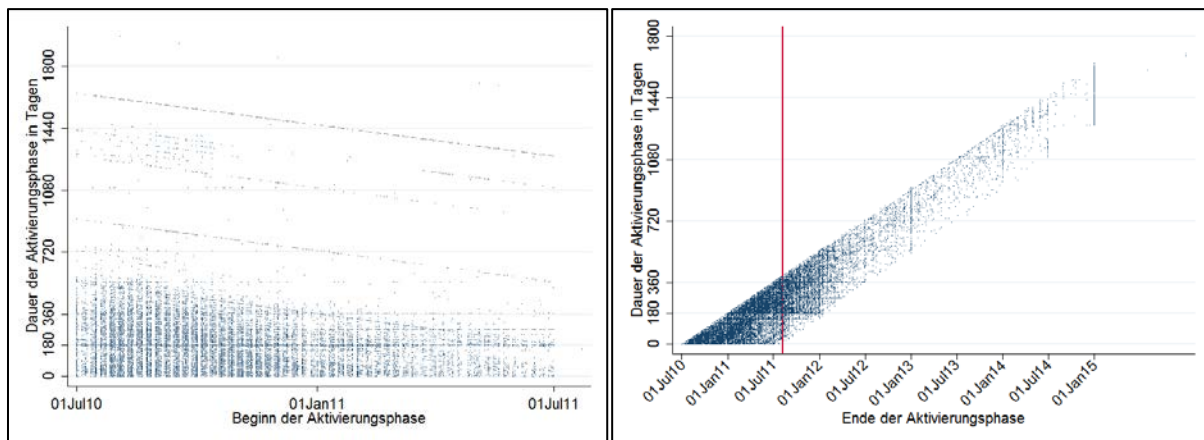 Dauer der Aktivierungsphase in Tagen
1800
1440
1080
720
360
180
0
01Jul10
01Jan11
01Jul11
Beginn der Aktivierungsphase
Dauer der Aktivierungsphase in Tagen
1800
1440
1080
720
360
180
0
01Jul10
01Jan11
01Jul11
01Jan12
01Jul12
01Jan13
01Jul13
01Jan14
01Jul14
01Jan15
Ende der Aktivierungsphase